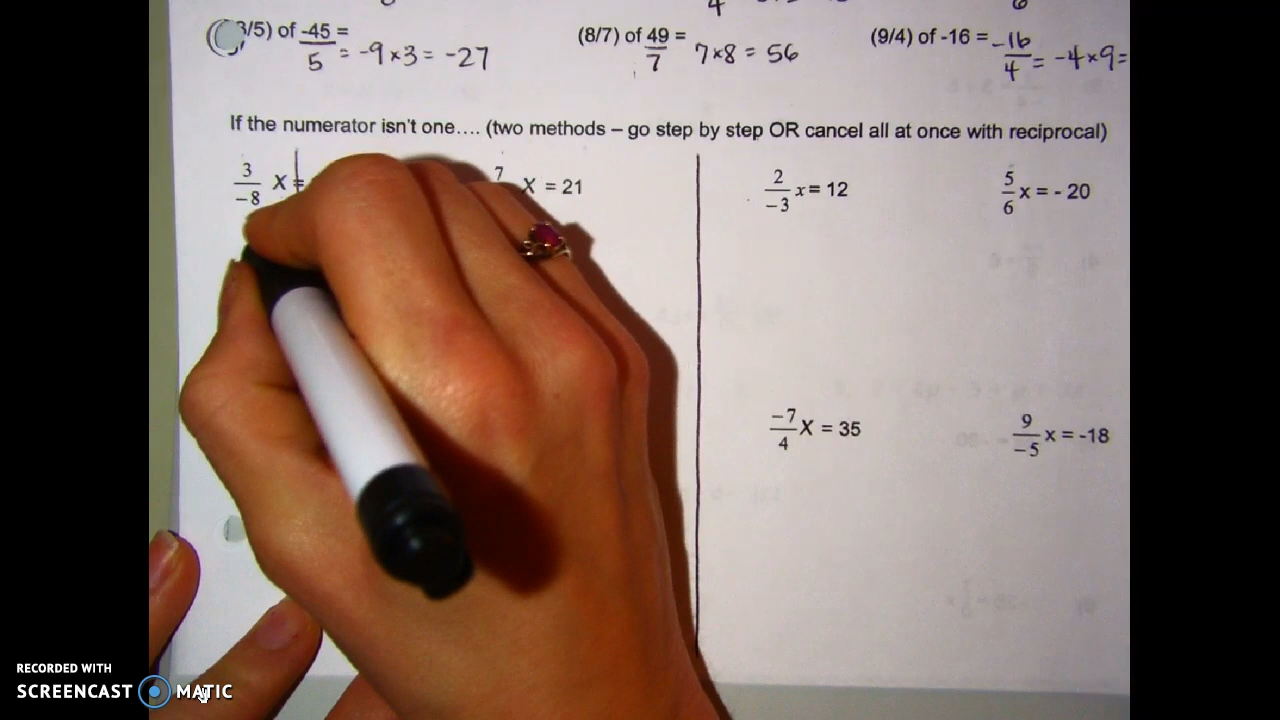 3/5) of -45 = (8/7) of 49 = (9/4) of -16 = -16
5 = -9 × 3 = -27 7 7×8 = 56 4 = -4×9=
If the numerator isn't one…. (two methods – go step by step OR cancel all at once with reciprocal)
3/-8 x = 7 X = 21 2/-3 x = 12 5/6 x = - 20
-7/4 X = 35 9/-5 x = -18
RECORDED WITH
SCREENCAST MATIC